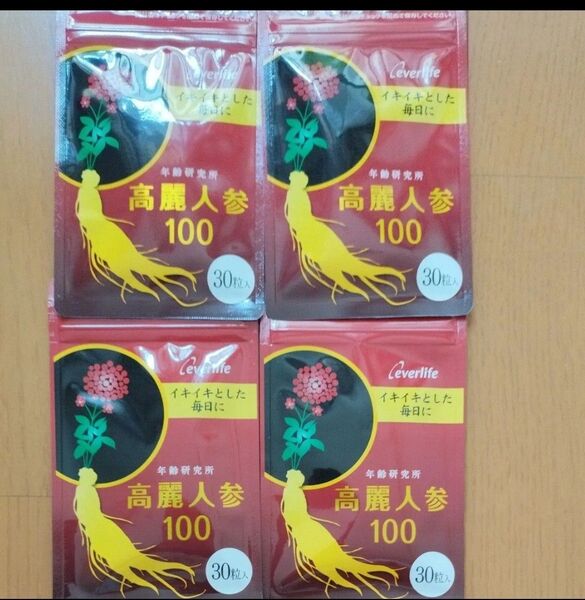 everlife
イキイキとした
毎日に
年齢研究所
高麗人参
100
30粒入
everlife
イキイキとした
毎日に
年齢研究所
高麗人参
100
30粒入
everlife
イキイキとした
毎日に
年齢研究所
高麗人参
100
30粒入
everlife
イキイキとした
毎日に
年齢研究所
高麗人参
100
30粒入